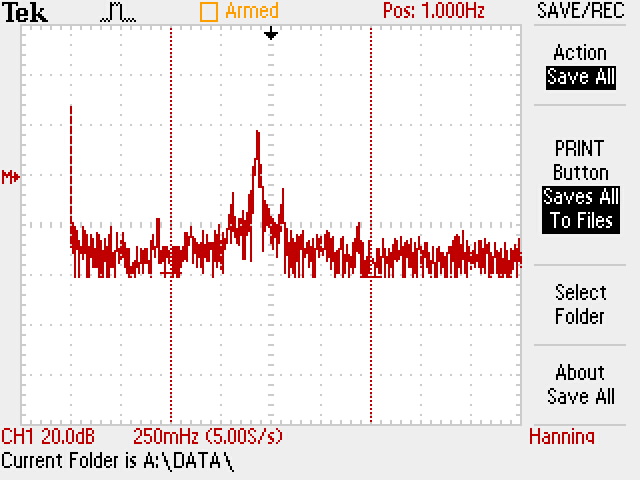 Tek Armed Pos: 1.000Hz SAVE/REC
Action
Save All
PRINT
Button
Saves All
To Files
M
Select
Folder
About
Save All
CH1 20.0dB 250mHz (5.00S/s) Hanning
Current Folder is A:\DATA\